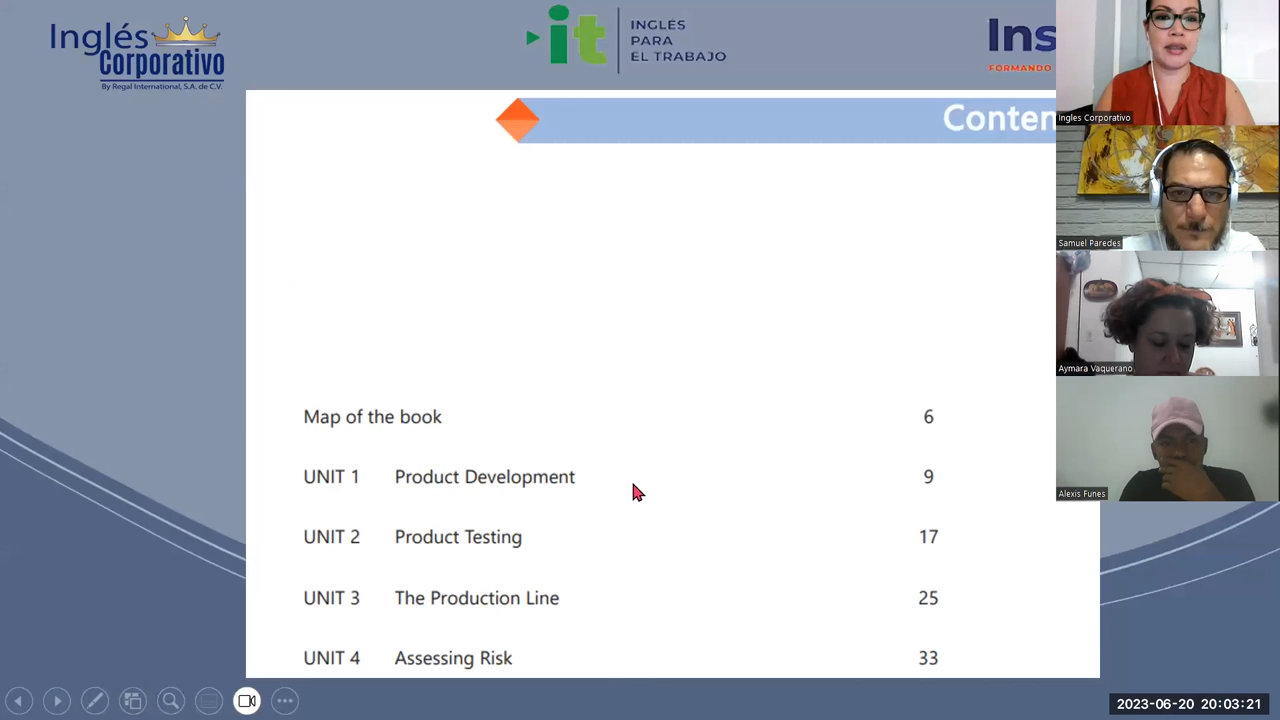 Inglés
Corporativo
By Regal International, S.A. de C.V.
it
INGLÉS
PARA
EL TRABAJO
Ins
FORMANDO
Conten
Map of the book 6
UNIT 1 Product Development 9
UNIT 2 Product Testing 17
UNIT 3 The Production Line 25
UNIT 4 Assessing Risk 33
Ingles Corporativo
Samuel Paredes
Aymara Vaquerano
Alexis Funes
2023-06-20 20:03:21